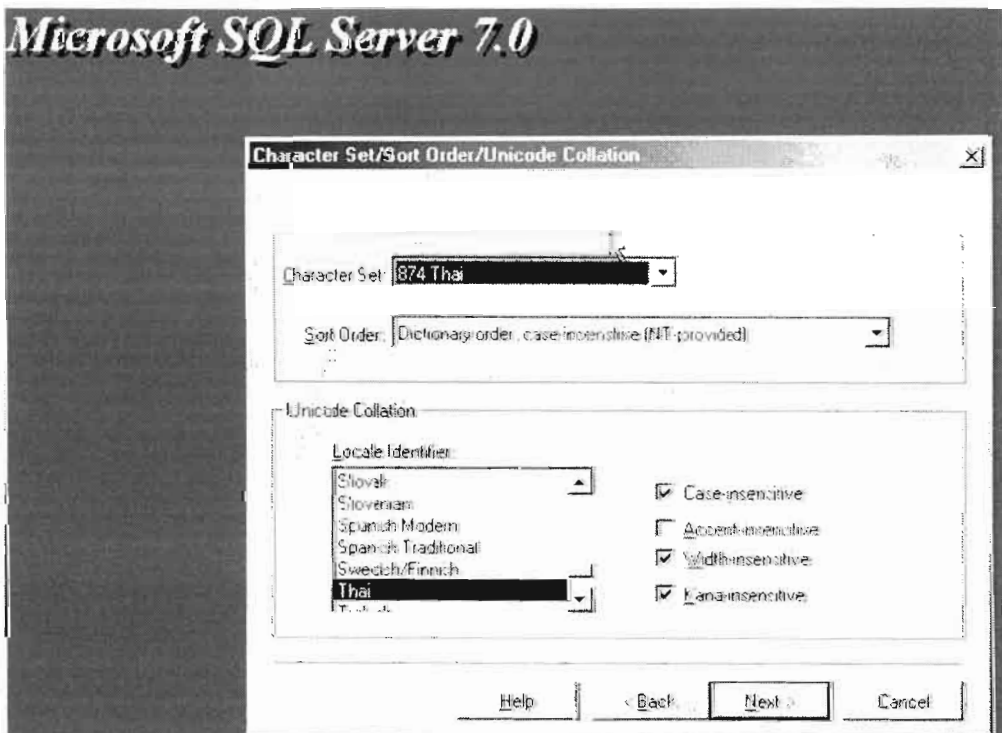 Microsoft SQL Server 7.0
Character Set/Sort Order/Unicode Collation
Character Set: 874 Thai
Sort Order: Dictionary order, case-insensitive (NT-provided)
Unicode Collation
Locale Identifier
Slovak
Slovenian
Spanish Modern
Spanish Traditional
Swedish/Finnish
Thai
Case-insensitive
Accent-insensitive
Width-insensitive
Kana-insensitive
Help
< Back
Next >
Cancel